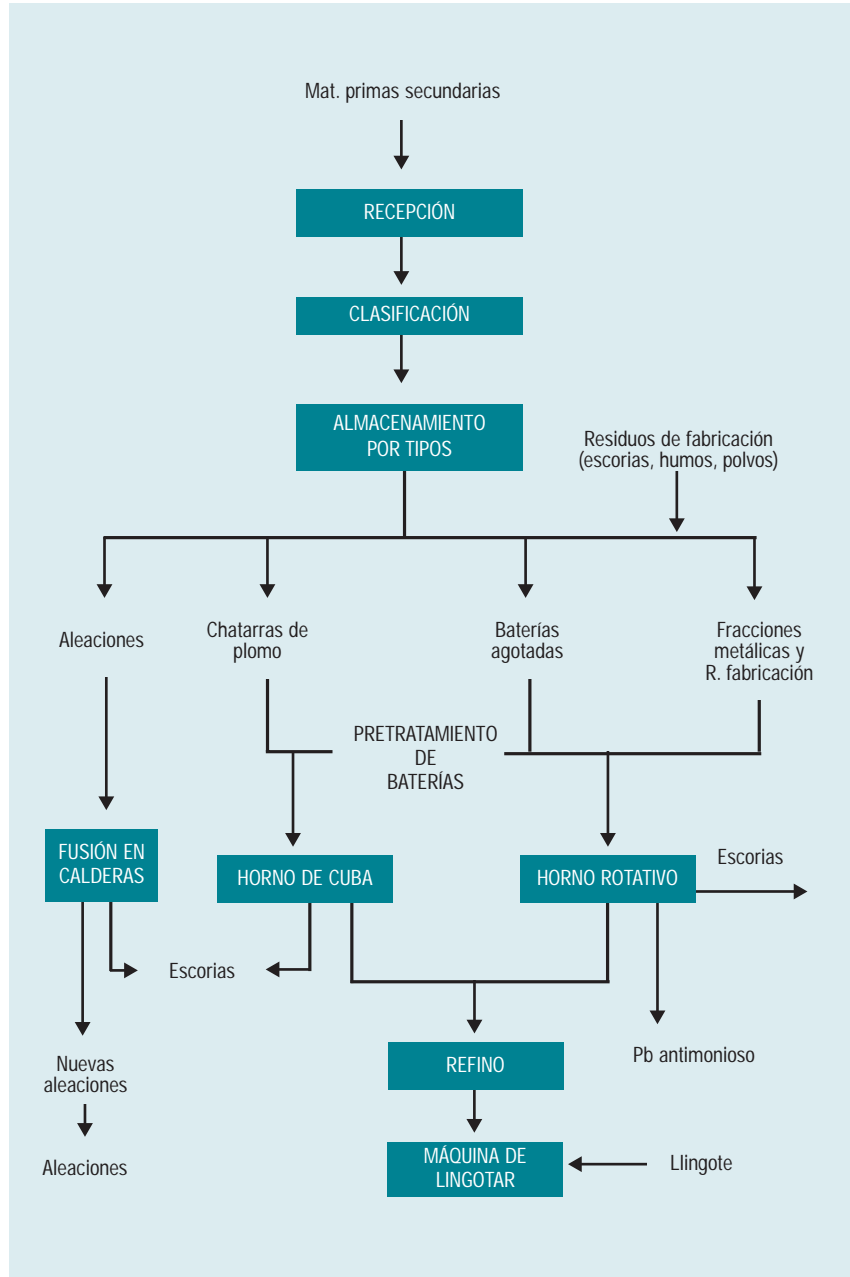 Mat. primas secundarias
RECEPCIÓN
CLASIFICACIÓN
ALMACENAMIENTO
POR TIPOS
Residuos de fabricación
(escorias, humos, polvos)
Aleaciones
Chatarras de
plomo
Baterías
agotadas
Fracciones
metálicas y
R. fabricación
PRETRATAMIENTO
DE
BATERÍAS
FUSIÓN EN
CALDERAS
HORNO DE CUBA
HORNO ROTATIVO
Escorias
Escorias
Nuevas
aleaciones
REFINO
Pb antimonioso
Aleaciones
MÁQUINA DE
LINGOTAR
Llingote